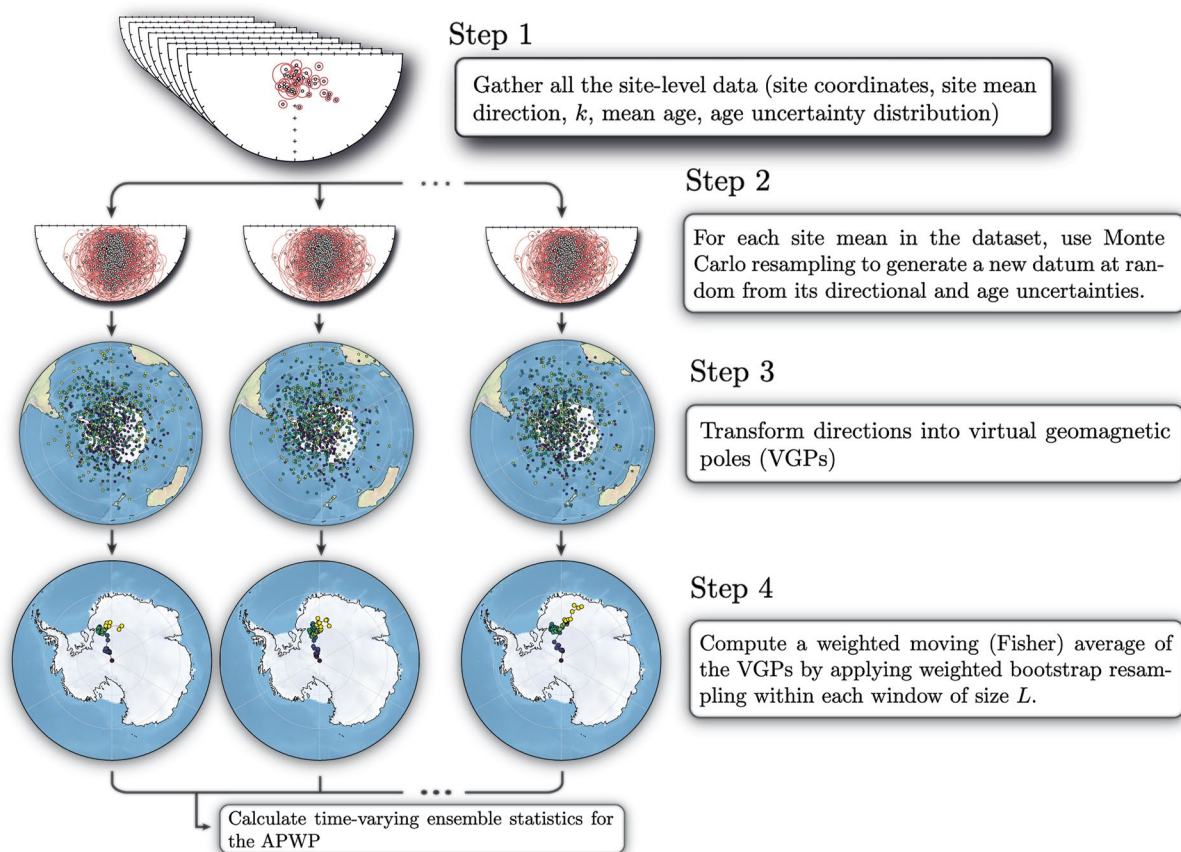 Step 1
Gather all the site-level data (site coordinates, site mean
direction, k, mean age, age uncertainty distribution)
Step 2
For each site mean in the dataset, use Monte
Carlo resampling to generate a new datum at ran-
dom from its directional and age uncertainties.
Step 3
Transform directions into virtual geomagnetic
poles (VGPs)
Step 4
Compute a weighted moving (Fisher) average of
the VGPs by applying weighted bootstrap resam-
pling within each window of size L.
Calculate time-varying ensemble statistics for
the APWP